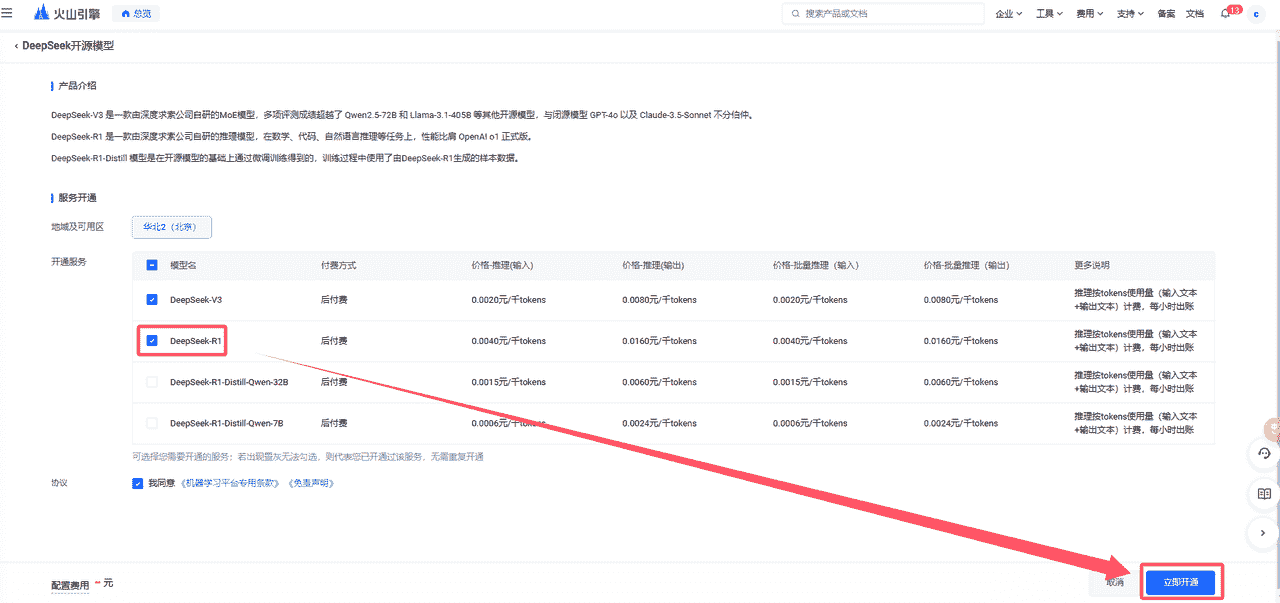 火山引擎
总览
搜索产品或文档
企业
工具
费用
支持
备案
文档
13
c
DeepSeek开源模型
产品介绍
DeepSeek-V3 是一款由深度求索公司自研的MoE模型，多项评测成绩超越了 Qwen2.5-72B 和 Llama-3.1-405B 等其他开源模型，与闭源模型 GPT-4o 以及 Claude-3.5-Sonnet 不分伯仲。
DeepSeek-R1 是一款由深度求索公司自研的推理模型，在数学、代码、自然语言推理等任务上，性能比肩 OpenAI o1 正式版。
DeepSeek-R1-Distill 模型是在开源模型的基础上通过微调训练得到的，训练过程中使用了由DeepSeek-R1生成的样本数据。
服务开通
地域及可用区 华北2（北京）
开通服务
模型名 付费方式 价格-推理(输入) 价格-推理(输出) 价格-批量推理（输入） 价格-批量推理（输出） 更多说明
DeepSeek-V3 后付费 0.0020元/千tokens 0.0080元/千tokens 0.0020元/千tokens 0.0080元/千tokens 推理按tokens使用量（输入文本
+输出文本）计费，每小时出账
DeepSeek-R1 后付费 0.0040元/千tokens 0.0160元/千tokens 0.0040元/千tokens 0.0160元/千tokens 推理按tokens使用量（输入文本
+输出文本）计费，每小时出账
DeepSeek-R1-Distill-Qwen-32B 后付费 0.0015元/千tokens 0.0060元/千tokens 0.0015元/千tokens 0.0060元/千tokens 推理按tokens使用量（输入文本
+输出文本）计费，每小时出账
DeepSeek-R1-Distill-Qwen-7B 后付费 0.0006元/千tokens 0.0024元/千tokens 0.0006元/千tokens 0.0024元/千tokens 推理按tokens使用量（输入文本
+输出文本）计费，每小时出账
可选择您需要开通的服务；若出现置灰无法勾选，则代表您已开通过该服务，无需重复开通
协议 我同意《机器学习平台专用条款》《免责声明》
配置费用 -- 元
取消
立即开通